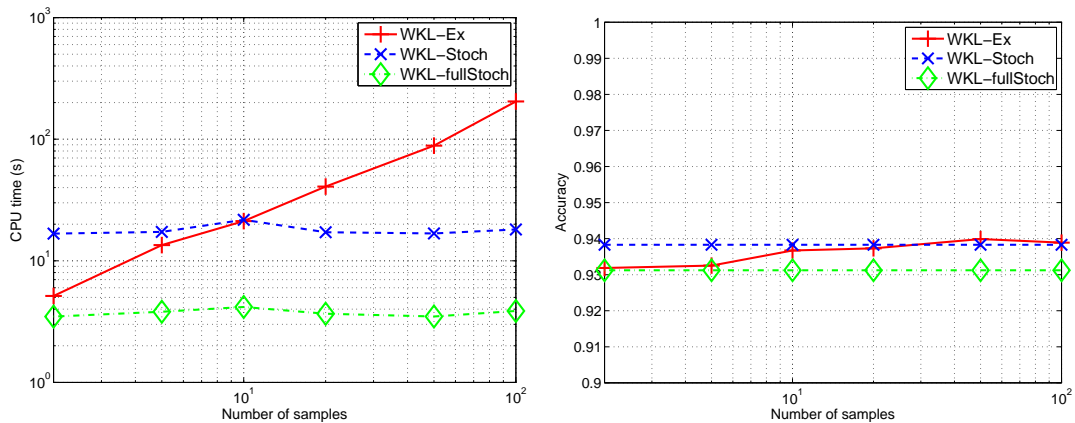 10^3
10^2
10^1
10^0
CPU time (s)
WKL-Ex
WKL-Stoch
WKL-fullStoch
10^1
10^2
Number of samples
1
0.99
0.98
0.97
0.96
0.95
0.94
0.93
0.92
0.91
0.9
Accuracy
WKL-Ex
WKL-Stoch
WKL-fullStoch
10^1
10^2
Number of samples